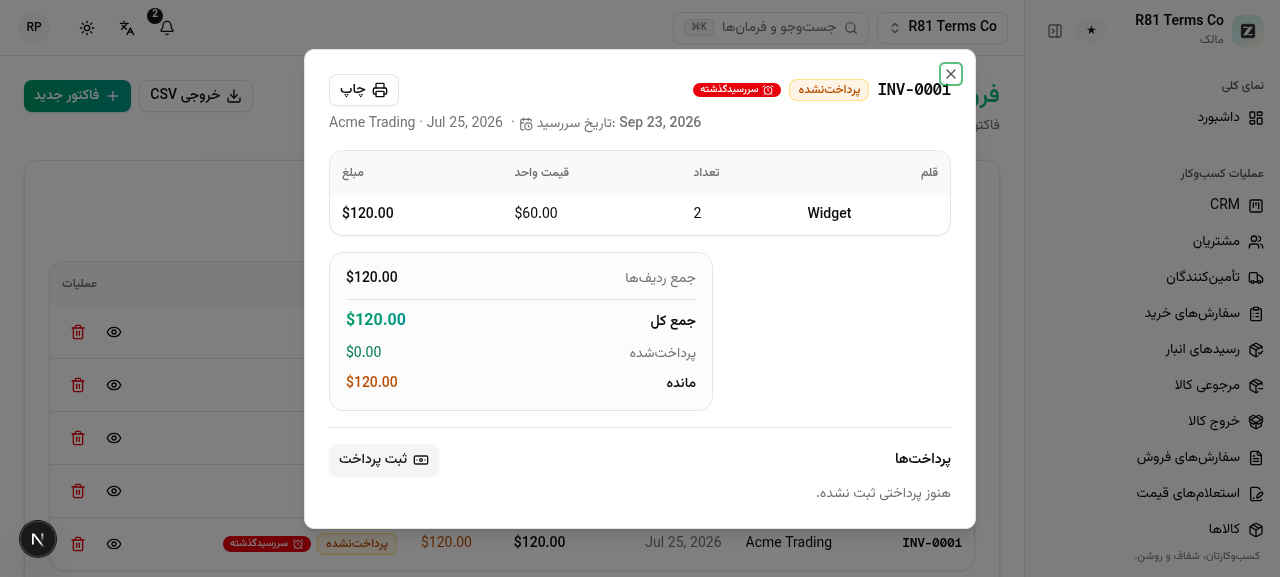 R81 Terms Co
مالک
نمای کلی
داشبورد
عملیات کسب‌وکار
CRM
مشتریان
تأمین‌کنندگان
سفارش‌های خرید
رسیدهای انبار
مرجوعی کالا
خروج کالا
سفارش‌های فروش
استعلام‌های قیمت
کالاها
کسب‌وکارتان، شفاف و روشن.
R81 Terms Co
جست‌وجو و فرمان‌ها
⌘K
2
RP
خروجی CSV
فاکتور جدید
عملیات
INV-0001
پرداخت‌نشده
سررسیدگذشته
چاپ
Acme Trading · Jul 25, 2026 · تاریخ سررسید: Sep 23, 2026
قلم تعداد قیمت واحد مبلغ
Widget 2 $60.00 $120.00
جمع ردیف‌ها $120.00
جمع کل $120.00
پرداخت‌شده $0.00
مانده $120.00
پرداخت‌ها
ثبت پرداخت
هنوز پرداختی ثبت نشده.
INV-0001 Acme Trading Jul 25, 2026 $120.00 $120.00 پرداخت‌نشده سررسیدگذشته
N